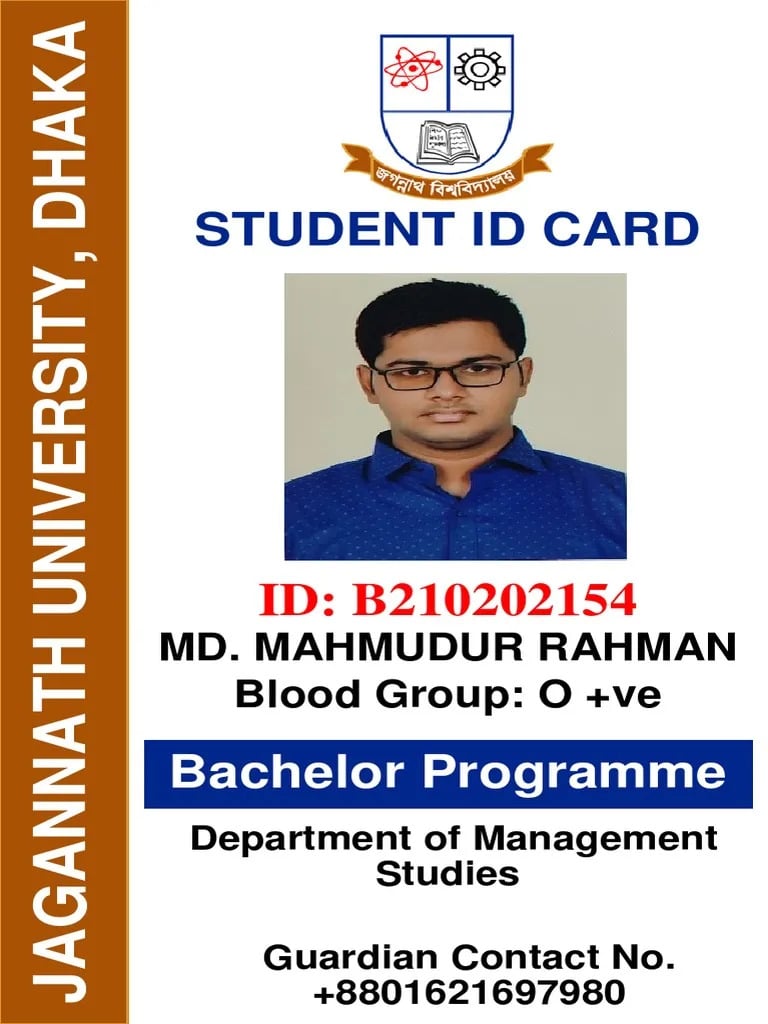 JAGANNATH UNIVERSITY, DHAKA
জগন্নাথ বিশ্ববিদ্যালয়
STUDENT ID CARD
ID: B210202154
MD. MAHMUDUR RAHMAN
Blood Group: O +ve
Bachelor Programme
Department of Management
Studies
Guardian Contact No.
+8801621697980